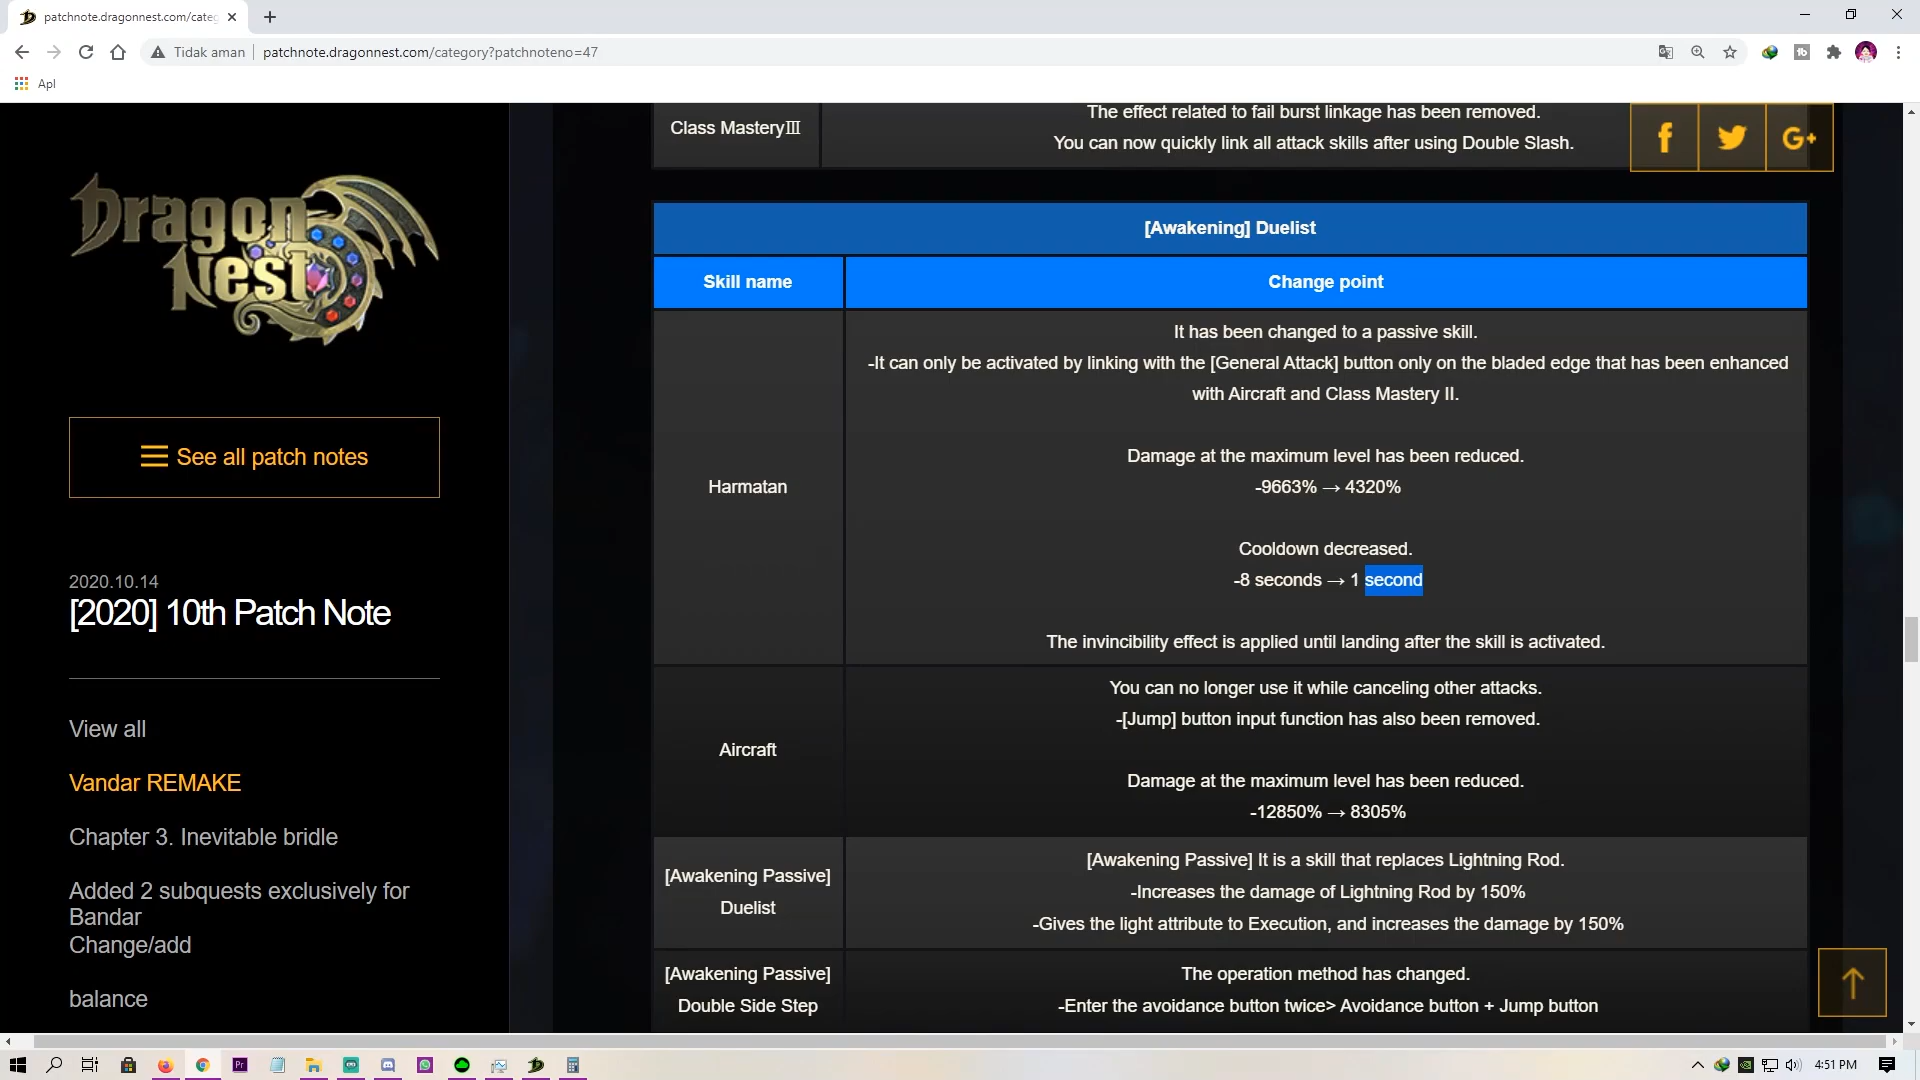 patchnote.dragonnest.com/categ
Tidak aman
patchnote.dragonnest.com/category?patchnoteno=47
Apl
Dragon
Nest
See all patch notes
2020.10.14
[2020] 10th Patch Note
View all
Vandar REMAKE
Chapter 3. Inevitable bridle
Added 2 subquests exclusively for
Bandar
Change/add
balance
Class MasteryⅢ
The effect related to fail burst linkage has been removed.
You can now quickly link all attack skills after using Double Slash.
f
G+
[Awakening] Duelist
Skill name
Change point
Harmatan
It has been changed to a passive skill.
-It can only be activated by linking with the [General Attack] button only on the bladed edge that has been enhanced
with Aircraft and Class Mastery II.
Damage at the maximum level has been reduced.
-9663% → 4320%
Cooldown decreased.
-8 seconds → 1 second
The invincibility effect is applied until landing after the skill is activated.
Aircraft
You can no longer use it while canceling other attacks.
-[Jump] button input function has also been removed.
Damage at the maximum level has been reduced.
-12850% → 8305%
[Awakening Passive]
Duelist
[Awakening Passive] It is a skill that replaces Lightning Rod.
-Increases the damage of Lightning Rod by 150%
-Gives the light attribute to Execution, and increases the damage by 150%
[Awakening Passive]
Double Side Step
The operation method has changed.
-Enter the avoidance button twice> Avoidance button + Jump button
Pr
4:51 PM